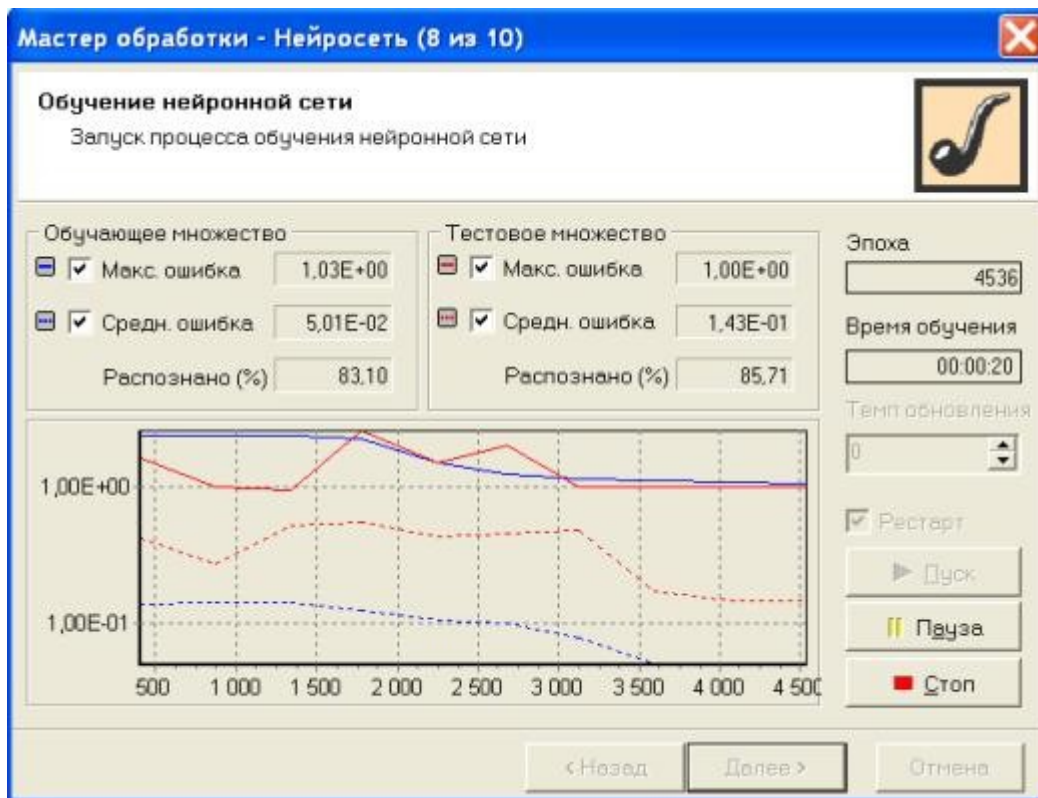 Мастер обработки - Нейросеть (8 из 10)
Обучение нейронной сети
Запуск процесса обучения нейронной сети
Обучающее множество
Макс. ошибка 1,03E+00
Средн. ошибка 5,01E-02
Распознано (%) 83,10
Тестовое множество
Макс. ошибка 1,00E+00
Средн. ошибка 1,43E-01
Распознано (%) 85,71
Эпоха
4536
Время обучения
00:00:20
Темп обновления
0
Рестарт
Пуск
Пауза
Стоп
1,00E+00
1,00E-01
500 1 000 1 500 2 000 2 500 3 000 3 500 4 000 4 500
< Назад Далее > Отмена